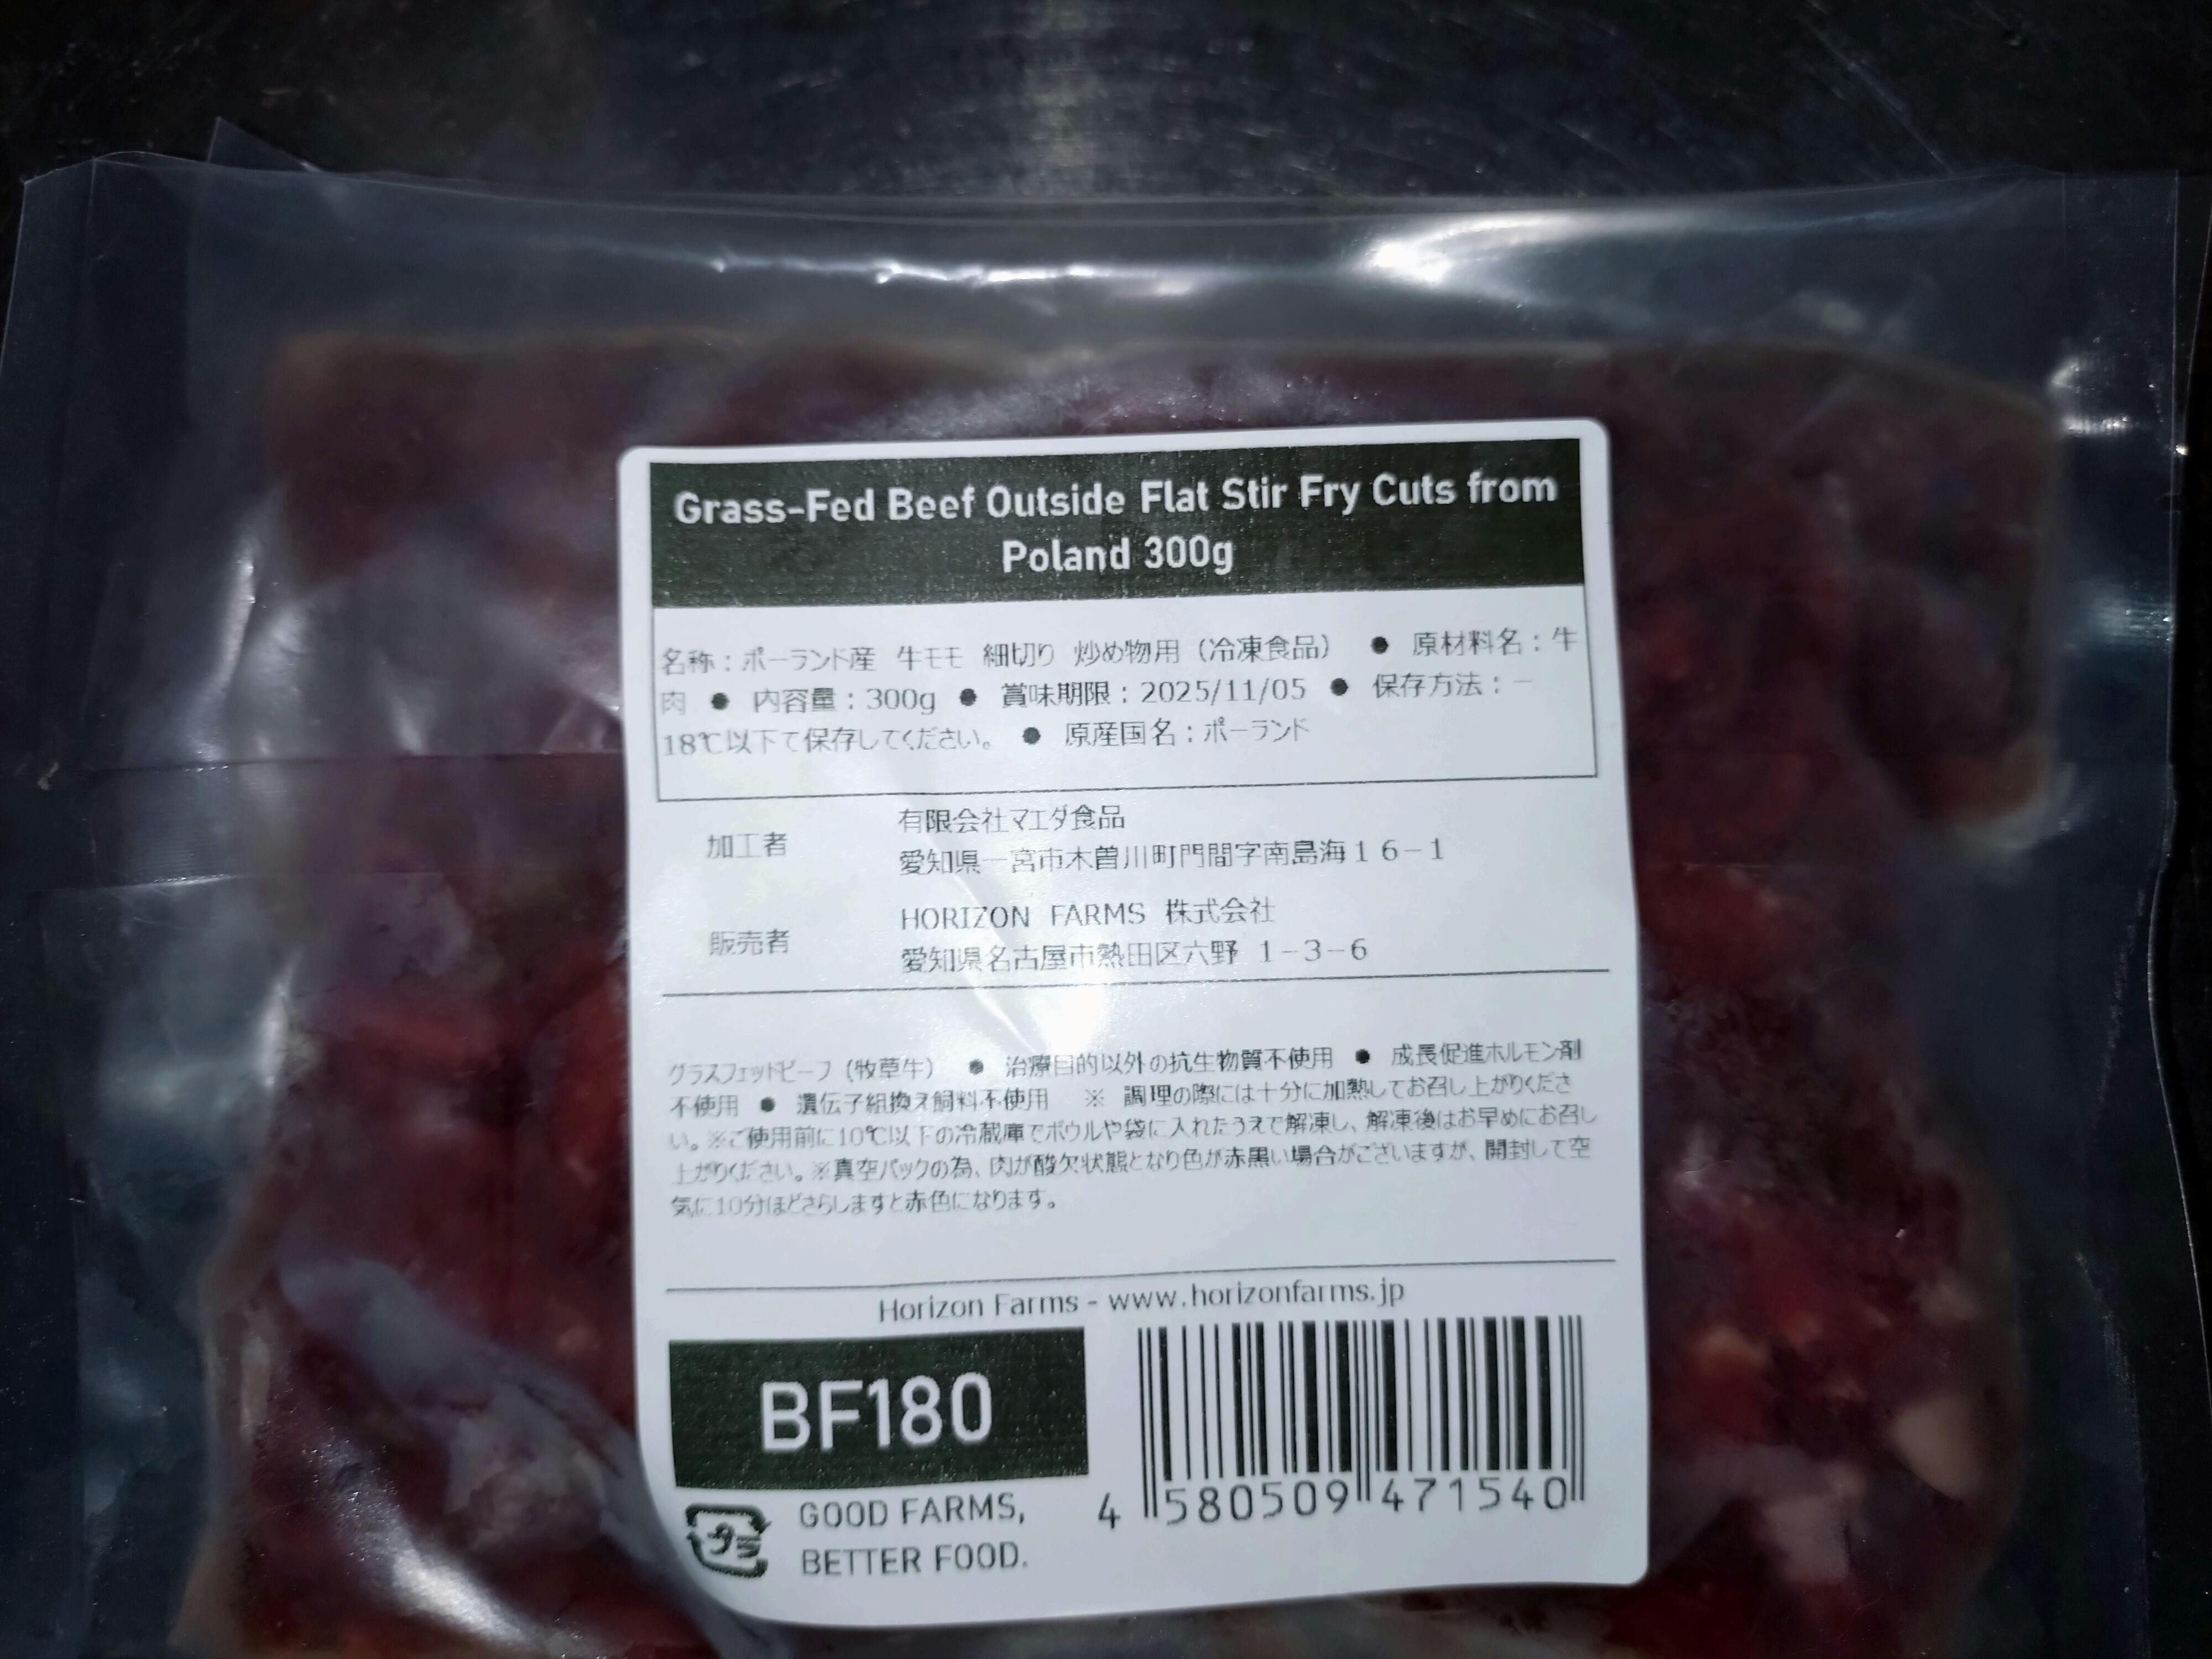 Grass-Fed Beef Outside Flat Stir Fry Cuts from
Poland 300g
名称：ポーランド産 牛モモ 細切り 炒め物用（冷凍食品） ● 原材料名：牛
肉 ● 内容量：300g ● 賞味期限：2025/11/05 ● 保存方法：－
18℃以下で保存してください。 ● 原産国名：ポーランド
加工者
有限会社マエダ食品
愛知県一宮市木曽川町門間字南島海１６－１
販売者
HORIZON FARMS 株式会社
愛知県名古屋市熱田区六野 １－３－６
グラスフェッドビーフ（牧草牛） ● 治療目的以外の抗生物質不使用 ● 成長促進ホルモン剤
不使用 ● 遺伝子組換え飼料不使用 ※ 調理の際には十分に加熱してお召し上がりくださ
い。※ご使用前に10℃以下の冷蔵庫でボウルや袋に入れたうえで解凍し、解凍後はお早めにお召し
上がりください。※真空パックの為、肉が酸欠状態となり色が赤黒い場合がございますが、開封して空
気に10分ほどさらしますと赤色になります。
Horizon Farms - www.horizonfarms.jp
BF180
プラ
GOOD FARMS,
BETTER FOOD.
4 580509 471540